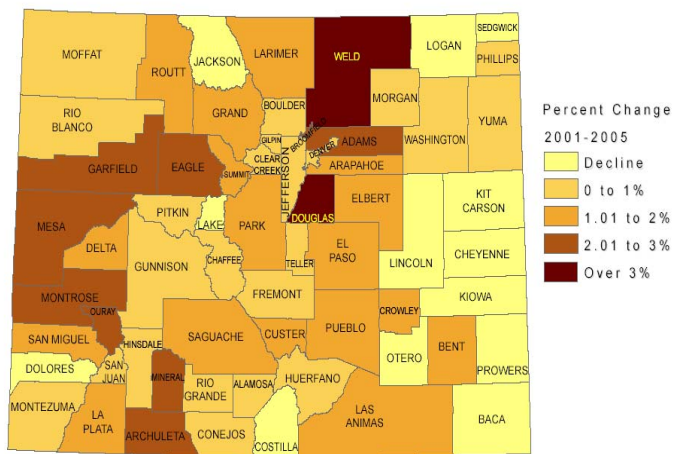 SEDGWICK
MOFFAT
ROUTT
JACKSON
LARIMER
WELD
LOGAN
PHILLIPS
RIO
BLANCO
GRAND
BOULDER
MORGAN
YUMA
WASHINGTON
GILPIN
BROOMFIELD
DENVER
ADAMS
GARFIELD
EAGLE
SUMMIT
CLEAR
CREEK
JEFFERSON
ARAPAHOE
MESA
PITKIN
LAKE
PARK
DOUGLAS
ELBERT
KIT
CARSON
DELTA
GUNNISON
CHAFFEE
TELLER
EL
PASO
LINCOLN
CHEYENNE
MONTROSE
OURAY
FREMONT
KIOWA
CROWLEY
SAN MIGUEL
HINSDALE
SAGUACHE
CUSTER
PUEBLO
OTERO
BENT
PROWERS
DOLORES
SAN
JUAN
MINERAL
RIO
GRANDE
ALAMOSA
HUERFANO
MONTEZUMA
LA
PLATA
ARCHULETA
CONEJOS
COSTILLA
LAS
ANIMAS
BACA
Percent Change
2001-2005
Decline
0 to 1%
1.01 to 2%
2.01 to 3%
Over 3%